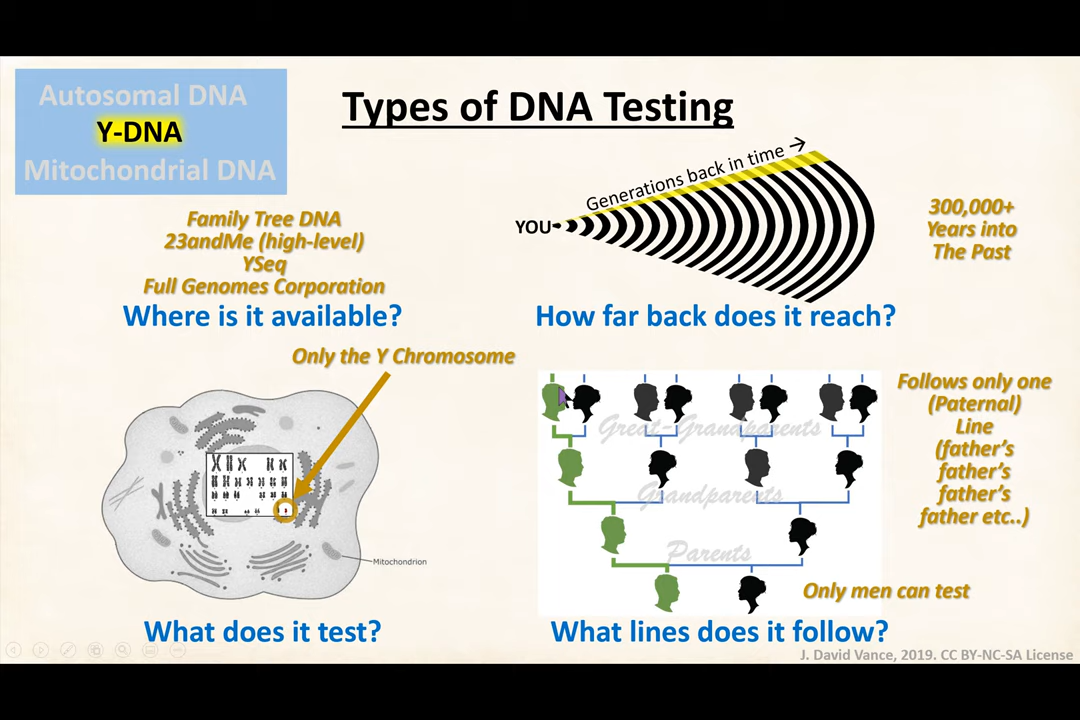 Autosomal DNA
Y-DNA
Mitochondrial DNA
Types of DNA Testing
Family Tree DNA
23andMe (high-level)
YSeq
Full Genomes Corporation
Where is it available?
Generations back in time →
YOU
300,000+
Years into
The Past
How far back does it reach?
Only the Y Chromosome
Mitochondrion
What does it test?
Great-Grandparents
Grandparents
Parents
Follows only one
(Paternal)
Line
(father’s
father’s
father’s
father etc..)
Only men can test
What lines does it follow?
J. David Vance, 2019. CC BY-NC-SA License